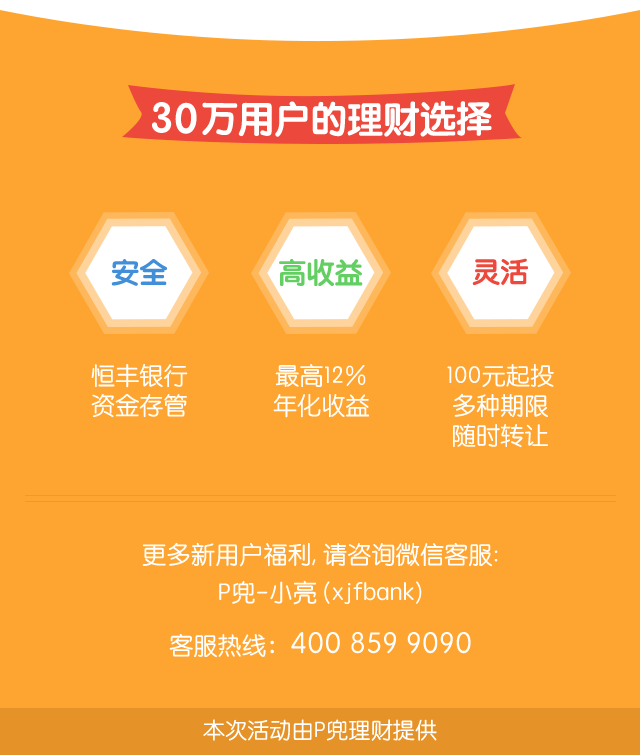 30万用户的理财选择
安全
高收益
灵活
恒丰银行
资金存管
最高12%
年化收益
100元起投
多种期限
随时转让
更多新用户福利, 请咨询微信客服:
P兜-小亮 (xjfbank)
客服热线: 400 859 9090
本次活动由P兜理财提供